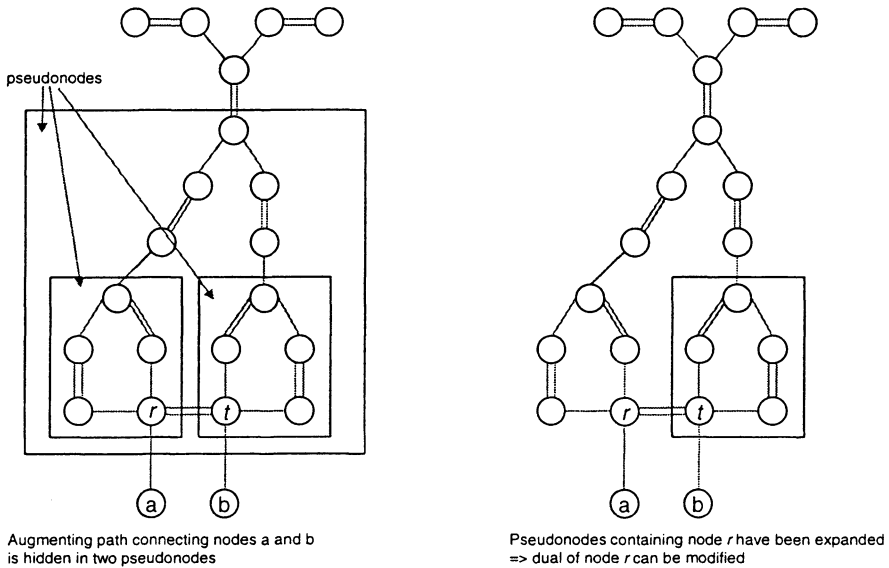 pseudonodes
r
t
a
b
Augmenting path connecting nodes a and b
is hidden in two pseudonodes
r
t
a
b
Pseudonodes containing node r have been expanded
=> dual of node r can be modified